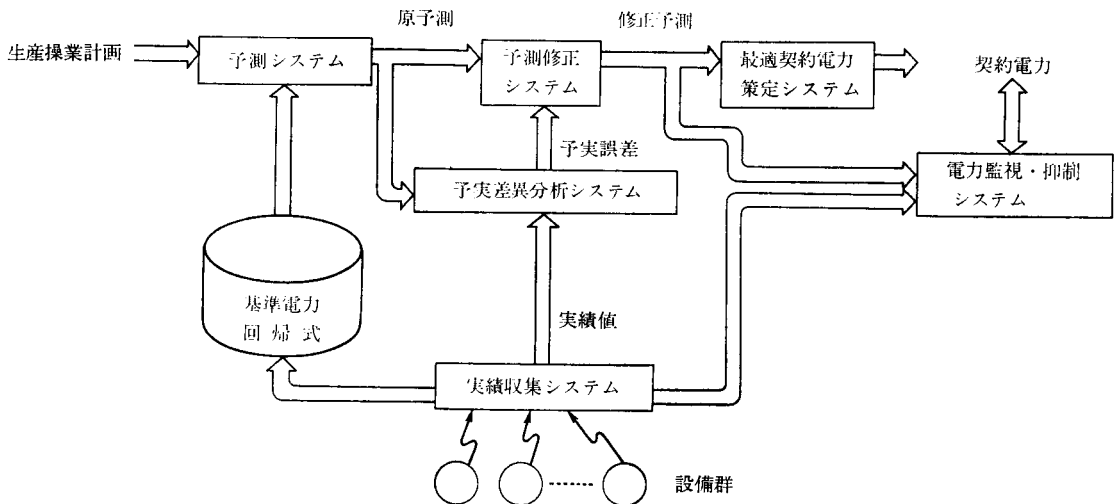 原予測
修正予測
生産操業計画
予測システム
予測修正
システム
最適契約電力
策定システム
契約電力
予実誤差
電力監視・抑制
システム
予実差異分析システム
基準電力
回帰式
実績値
実績収集システム
設備群